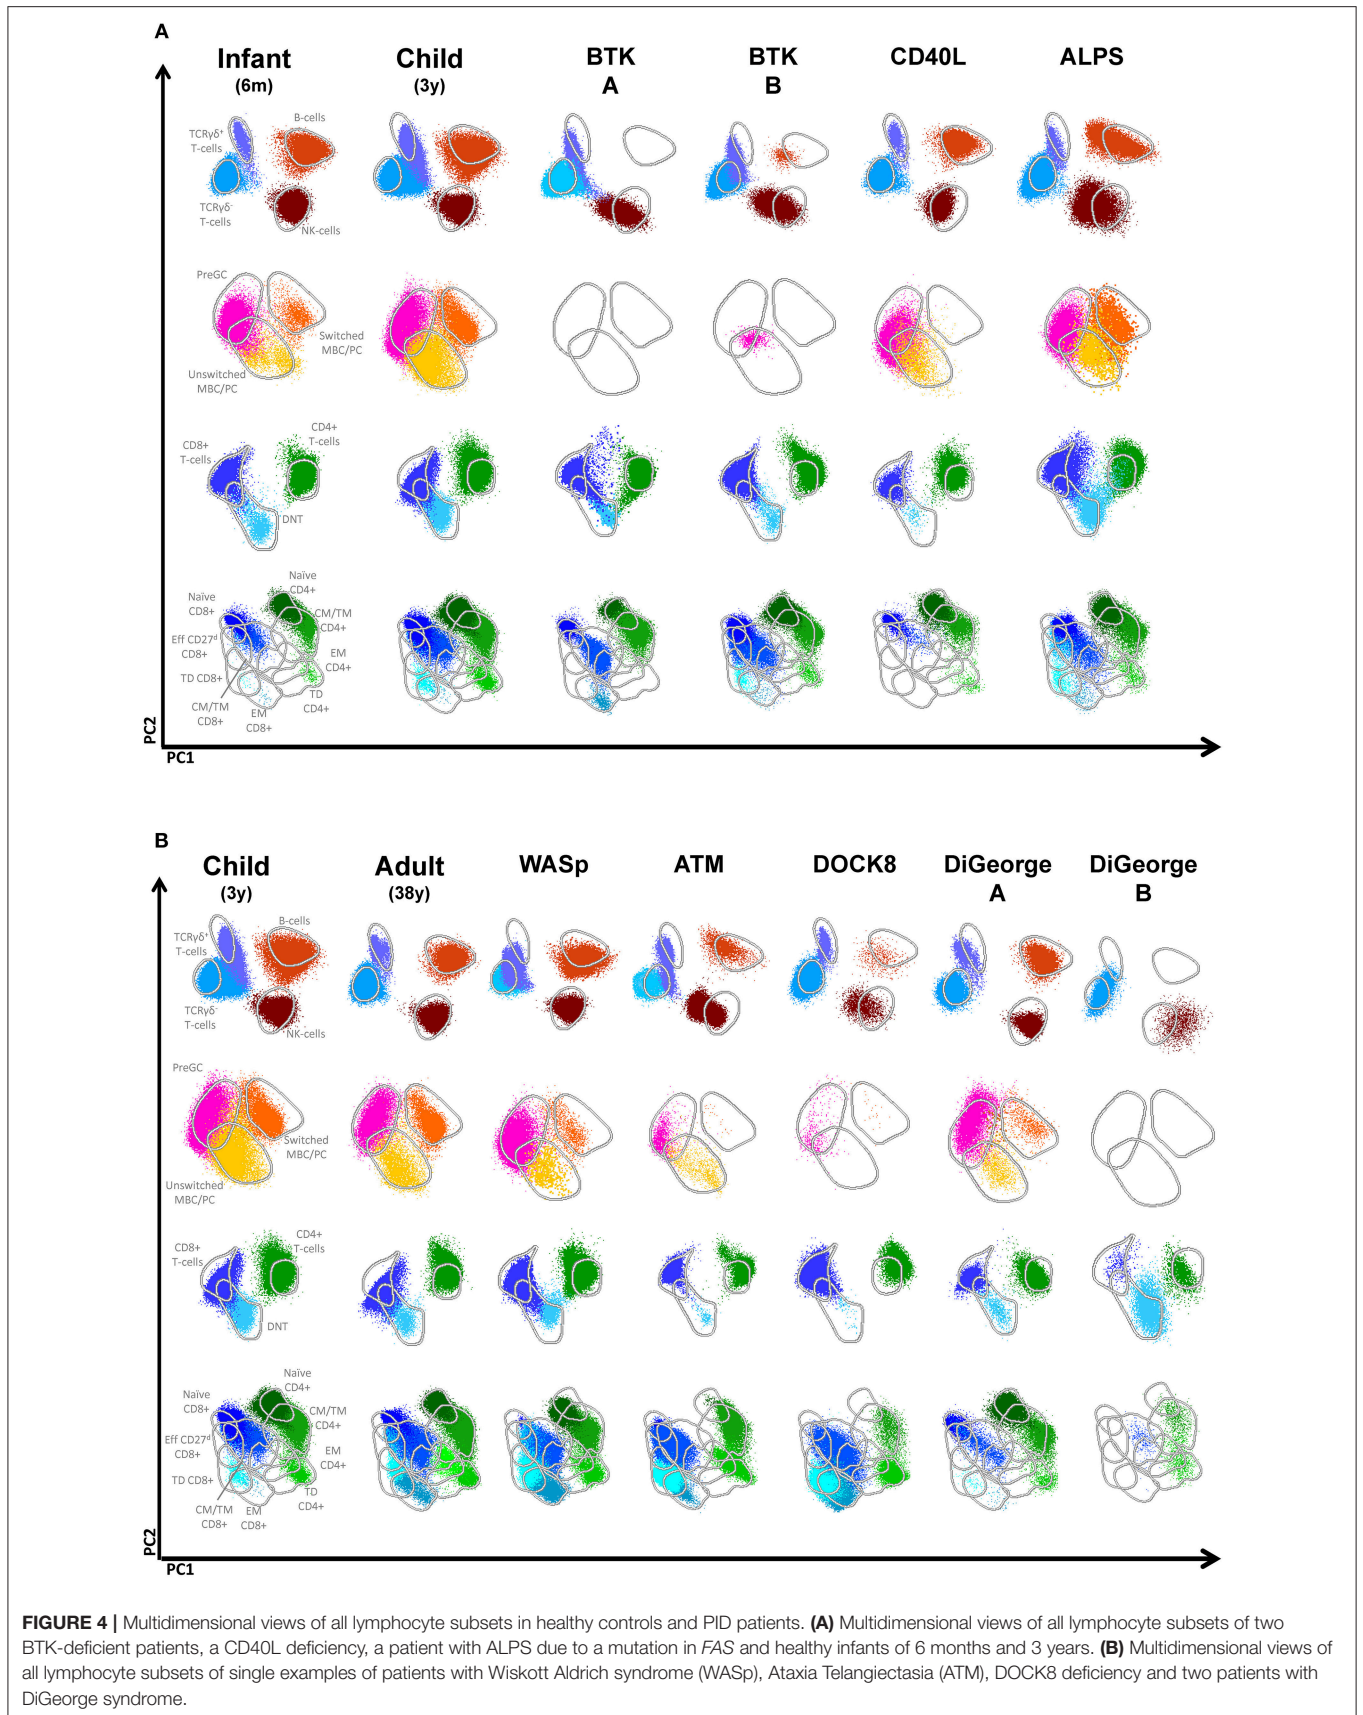 A
Infant
(6m)
Child
(3y)
BTK
A
BTK
B
CD40L
ALPS
TCRγδ⁺
T-cells
B-cells
TCRγδ⁻
T-cells
NK-cells
PreGC
Switched
MBC/PC
Unswitched
MBC/PC
CD8+
T-cells
CD4+
T-cells
DNT
Naïve
CD4+
Naïve
CD8+
CM/TM
CD4+
Eff CD27ᵈ
CD8+
EM
CD4+
TD CD8+
TD
CD4+
CM/TM
CD8+
EM
CD8+
PC2
PC1
B
Child
(3y)
Adult
(38y)
WASp
ATM
DOCK8
DiGeorge
A
DiGeorge
B
TCRγδ⁺
T-cells
B-cells
TCRγδ⁻
T-cells
NK-cells
PreGC
Switched
MBC/PC
Unswitched
MBC/PC
CD8+
T-cells
CD4+
T-cells
DNT
Naïve
CD4+
Naïve
CD8+
CM/TM
CD4+
Eff CD27ᵈ
CD8+
EM
CD4+
TD CD8+
TD
CD4+
CM/TM
CD8+
EM
CD8+
PC2
PC1
FIGURE 4 | Multidimensional views of all lymphocyte subsets in healthy controls and PID patients. (A) Multidimensional views of all lymphocyte subsets of two
BTK-deficient patients, a CD40L deficiency, a patient with ALPS due to a mutation in FAS and healthy infants of 6 months and 3 years. (B) Multidimensional views of
all lymphocyte subsets of single examples of patients with Wiskott Aldrich syndrome (WASp), Ataxia Telangiectasia (ATM), DOCK8 deficiency and two patients with
DiGeorge syndrome.